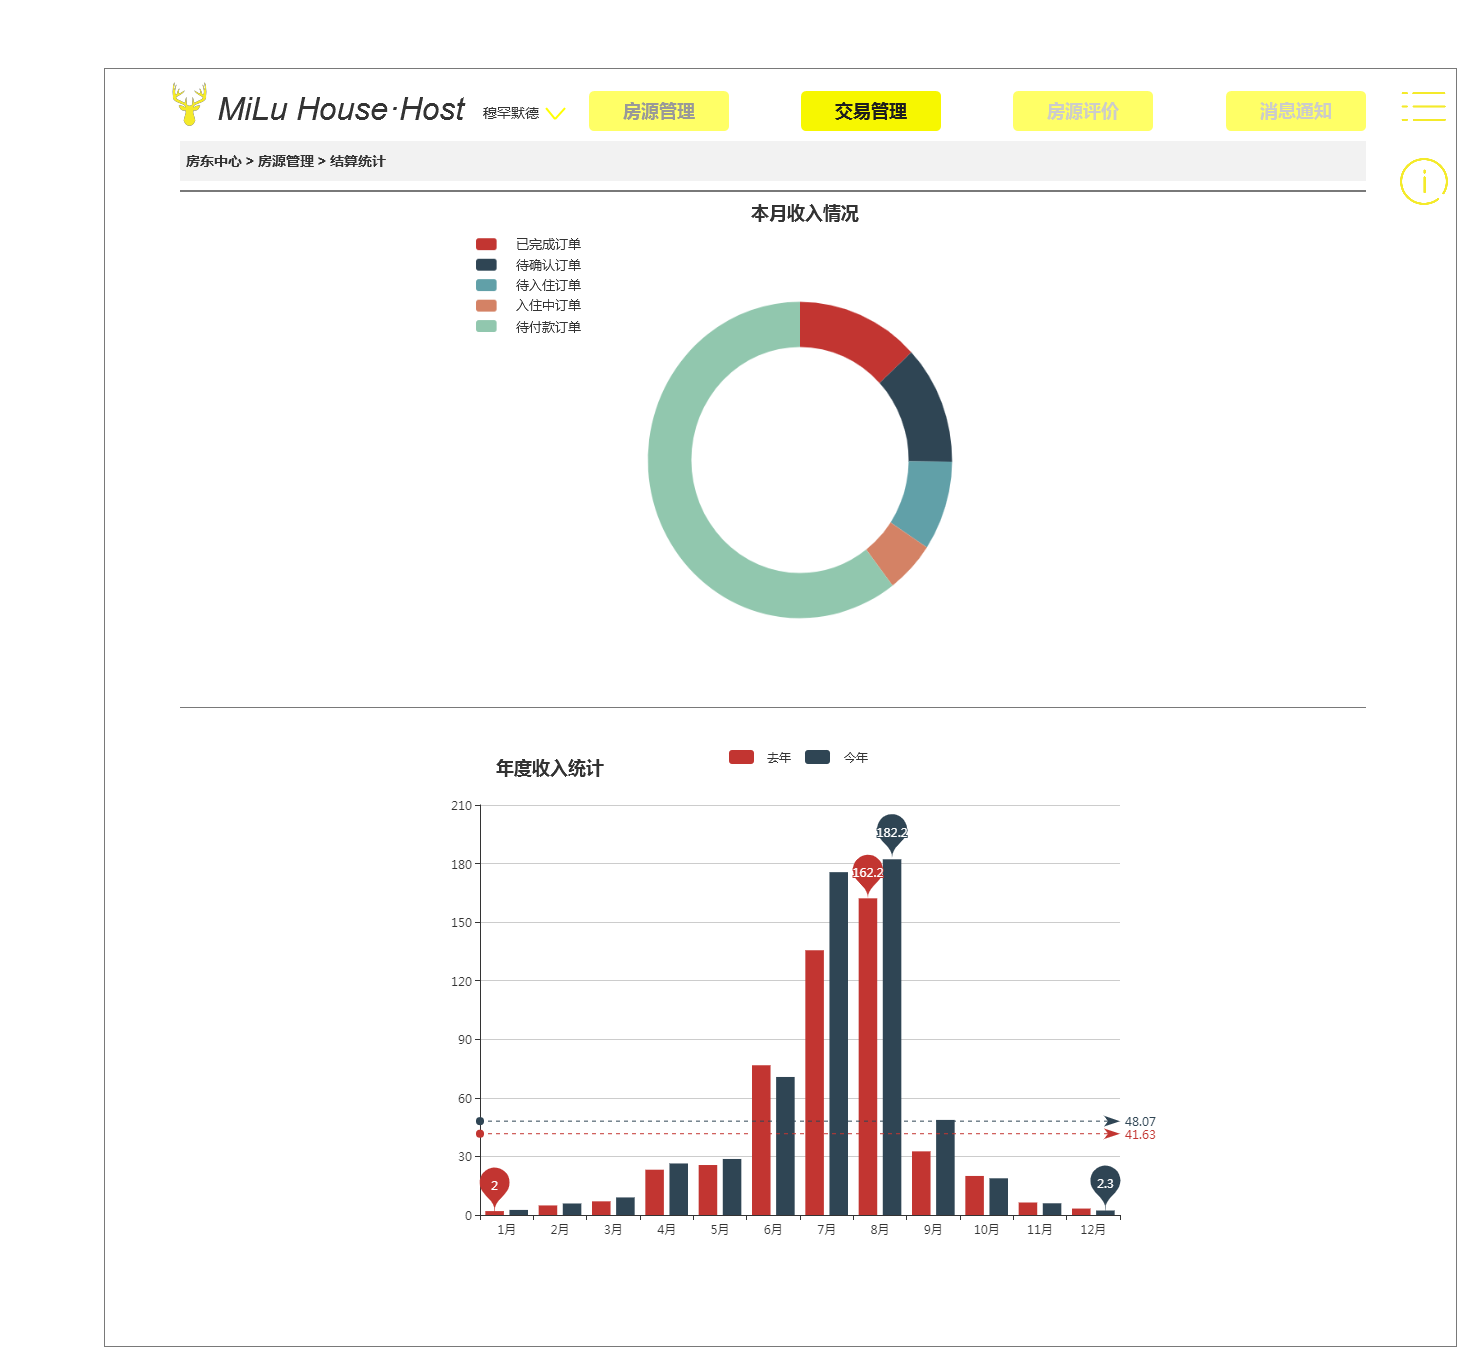 MiLu House·Host 穆罕默德 房源管理 交易管理 房源评价 消息通知
房东中心 > 房源管理 > 结算统计
本月收入情况
已完成订单
待确认订单
待入住订单
入住中订单
待付款订单
年度收入统计
去年 今年
210
182.2
180
162.2
150
120
90
60
48.07
41.63
30
2
2.3
0
1月 2月 3月 4月 5月 6月 7月 8月 9月 10月 11月 12月